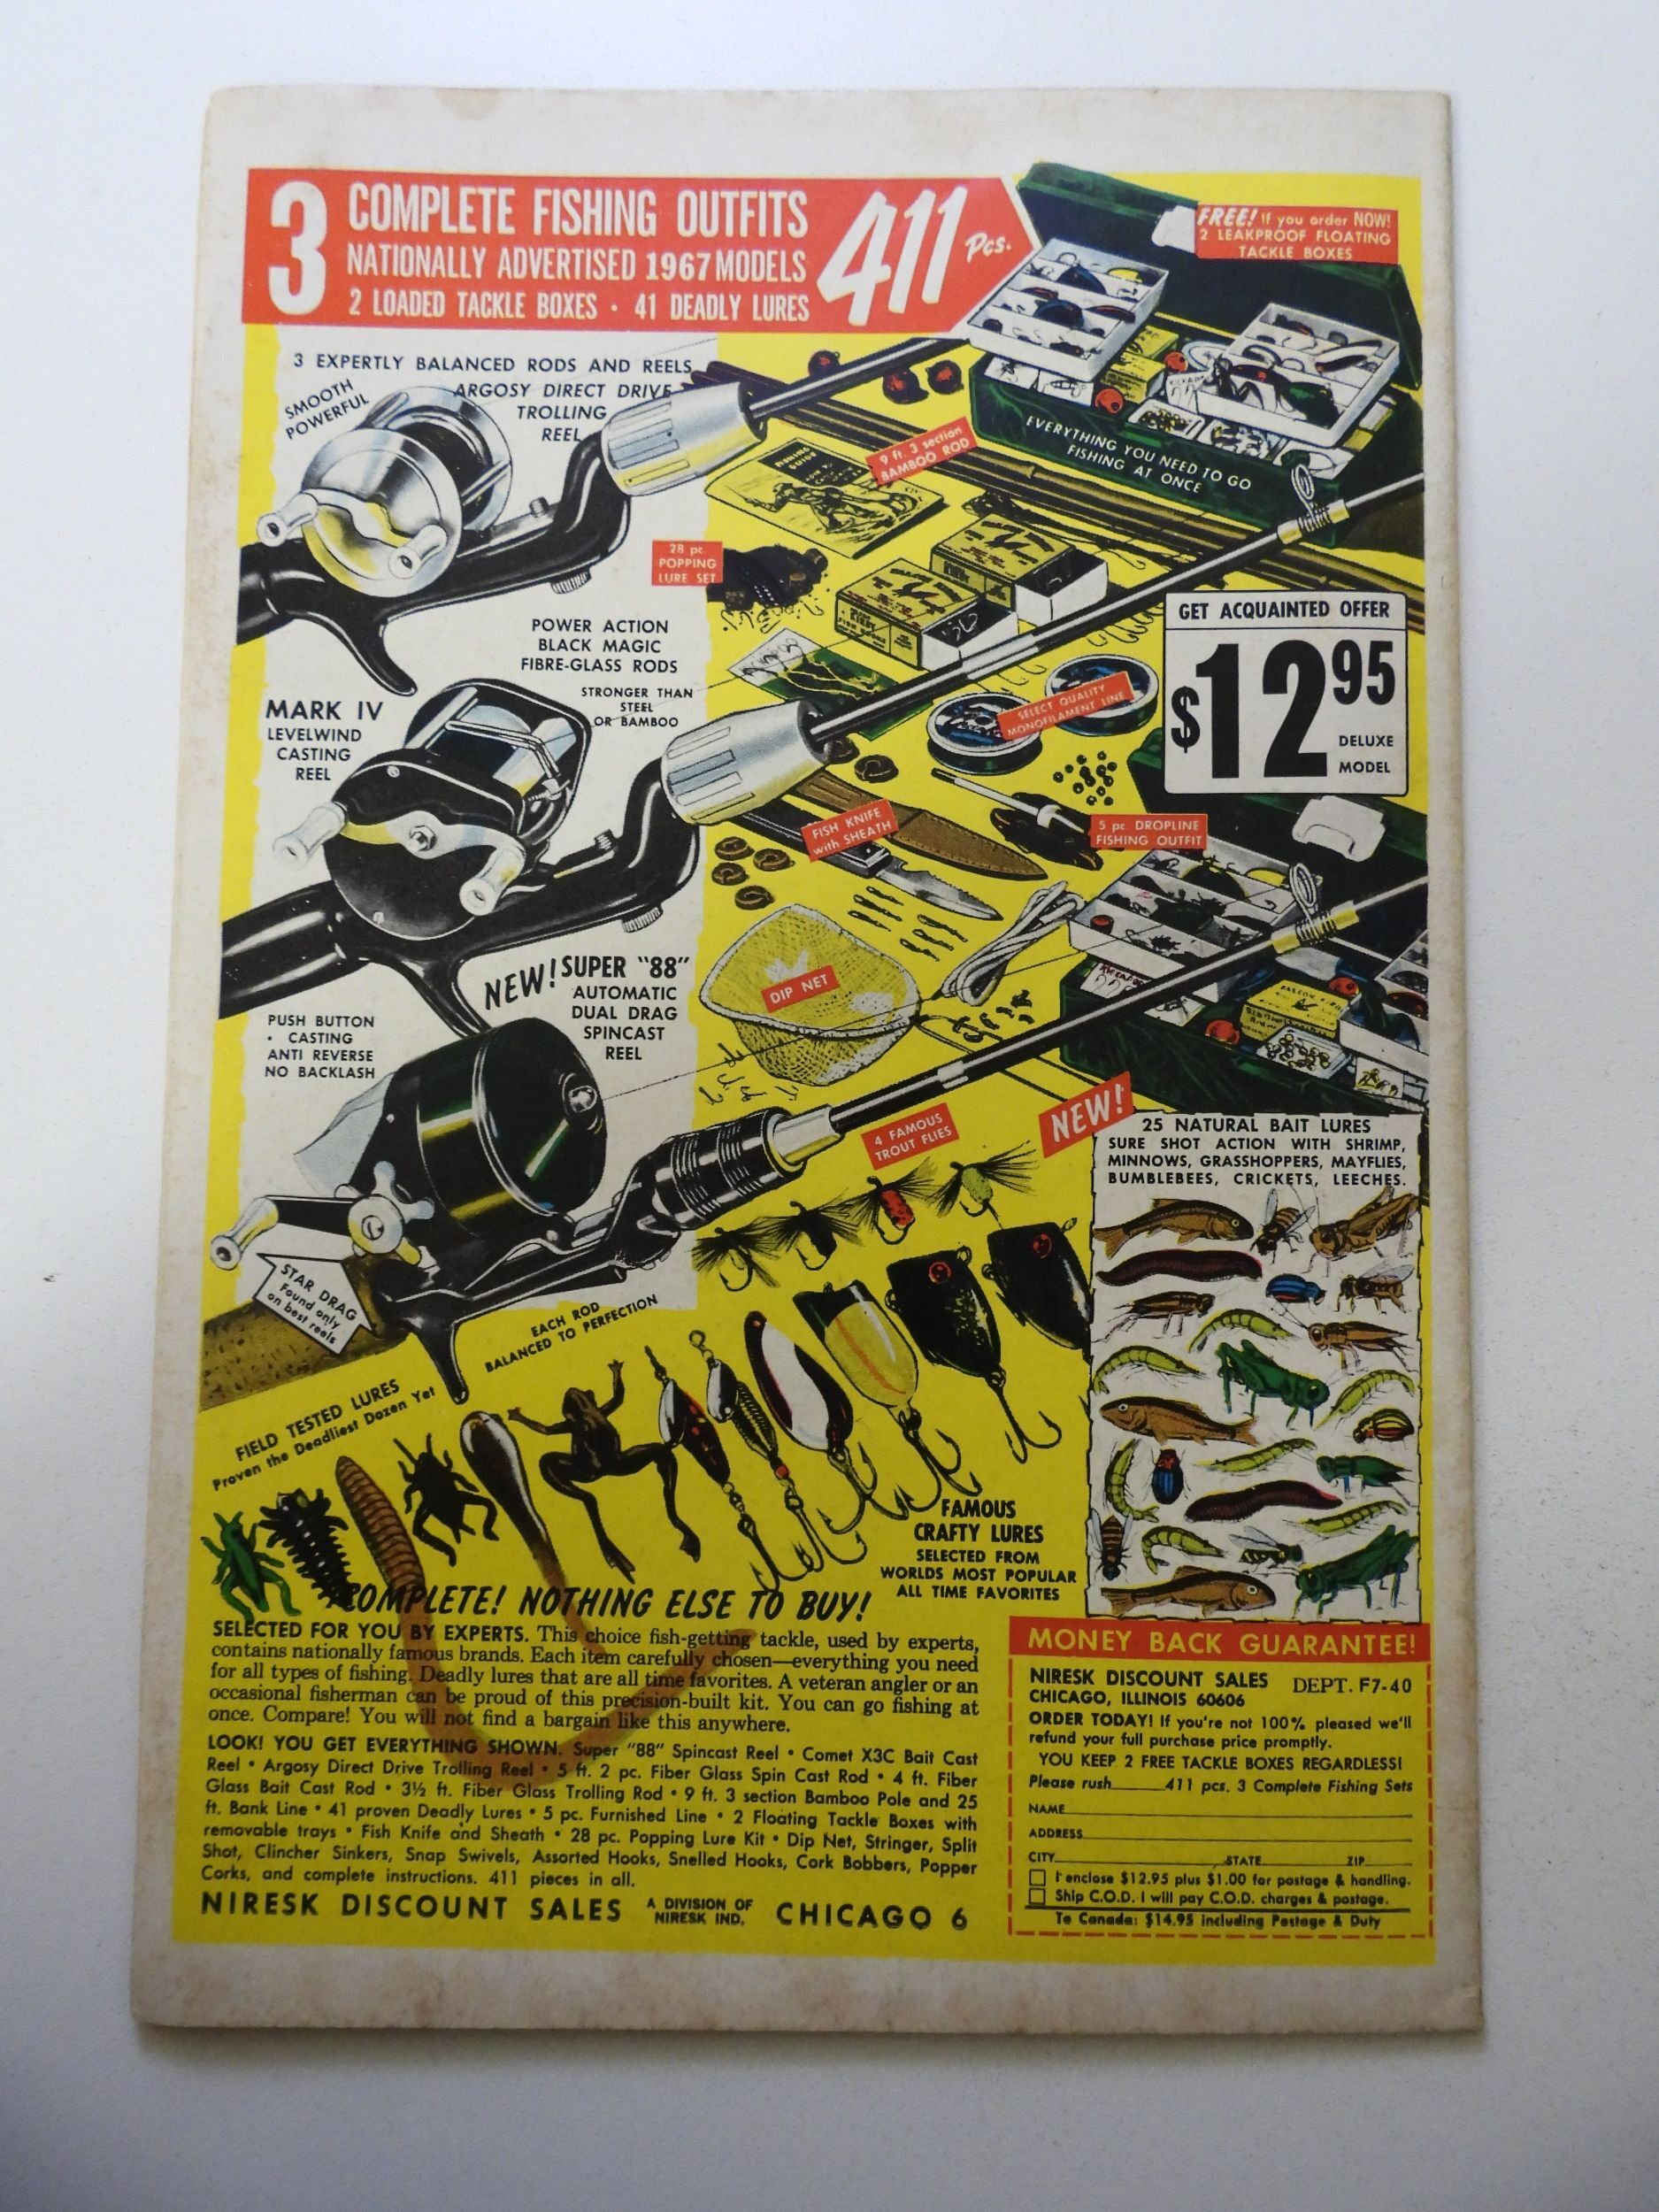 3
COMPLETE FISHING OUTFITS
NATIONALLY ADVERTISED 1967 MODELS
2 LOADED TACKLE BOXES • 41 DEADLY LURES
411 Pcs.
FREE! If you order NOW!
2 LEAKPROOF FLOATING
TACKLE BOXES
3 EXPERTLY BALANCED RODS AND REELS
SMOOTH
POWERFUL
ARGOSY DIRECT DRIVE
TROLLING
REEL
9 ft. 3 section
BAMBOO ROD
EVERYTHING YOU NEED TO GO
FISHING AT ONCE
FISHING
GUIDE
28 pc.
POPPING
LURE SET
POWER ACTION
BLACK MAGIC
FIBRE-GLASS RODS
STRONGER THAN
STEEL
OR BAMBOO
GET ACQUAINTED OFFER
$12.95
DELUXE
MODEL
MARK IV
LEVELWIND
CASTING
REEL
SELECT QUALITY
MONOFILAMENT LINE
FISH KNIFE
with SHEATH
5 pc. DROPLINE
FISHING OUTFIT
NEW! SUPER "88"
AUTOMATIC
DUAL DRAG
SPINCAST
REEL
DIP NET
PUSH BUTTON
• CASTING
ANTI REVERSE
NO BACKLASH
4 FAMOUS
TROUT FLIES
NEW!
25 NATURAL BAIT LURES
SURE SHOT ACTION WITH SHRIMP,
MINNOWS, GRASSHOPPERS, MAYFLIES,
BUMBLEBEES, CRICKETS, LEECHES.
STAR DRAG
Found only
on best reels
EACH ROD
BALANCED TO PERFECTION
FIELD TESTED LURES
Proven the Deadliest Dozen Yet
FAMOUS
CRAFTY LURES
SELECTED FROM
WORLDS MOST POPULAR
ALL TIME FAVORITES
COMPLETE! NOTHING ELSE TO BUY!
SELECTED FOR YOU BY EXPERTS. This choice fish-getting tackle, used by experts,
contains nationally famous brands. Each item carefully chosen—everything you need
for all types of fishing. Deadly lures that are all time favorites. A veteran angler or an
occasional fisherman can be proud of this precision-built kit. You can go fishing at
once. Compare! You will not find a bargain like this anywhere.
LOOK! YOU GET EVERYTHING SHOWN. Super "88" Spincast Reel • Comet X3C Bait Cast
Reel • Argosy Direct Drive Trolling Reel • 5 ft. 2 pc. Fiber Glass Spin Cast Rod • 4 ft. Fiber
Glass Bait Cast Rod • 3½ ft. Fiber Glass Trolling Rod • 9 ft. 3 section Bamboo Pole and 25
ft. Bank Line • 41 proven Deadly Lures • 5 pc. Furnished Line • 2 Floating Tackle Boxes with
removable trays • Fish Knife and Sheath • 28 pc. Popping Lure Kit • Dip Net, Stringer, Split
Shot, Clincher Sinkers, Snap Swivels, Assorted Hooks, Snelled Hooks, Cork Bobbers, Popper
Corks, and complete instructions. 411 pieces in all.
NIRESK DISCOUNT SALES A DIVISION OF NIRESK IND. CHICAGO 6
MONEY BACK GUARANTEE!
NIRESK DISCOUNT SALES DEPT. F7-40
CHICAGO, ILLINOIS 60606
ORDER TODAY! If you're not 100% pleased we'll
refund your full purchase price promptly.
YOU KEEP 2 FREE TACKLE BOXES REGARDLESS!
Please rush 411 pcs. 3 Complete Fishing Sets
NAME
ADDRESS
CITY STATE ZIP
I enclose $12.95 plus $1.00 for postage & handling.
Ship C.O.D. I will pay C.O.D. charges & postage.
To Canada: $14.95 including Postage & Duty